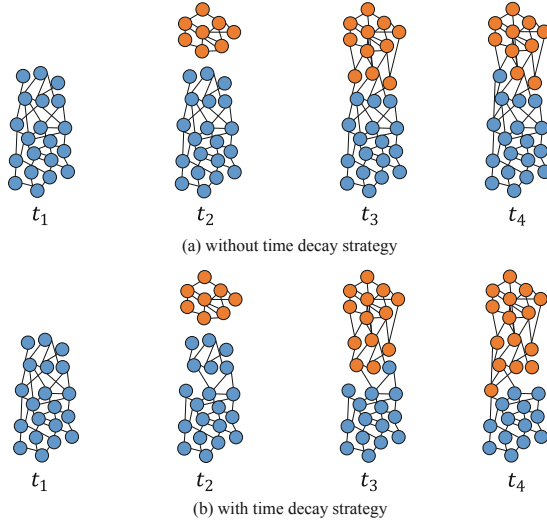 t₁ t₂ t₃ t₄
(a) without time decay strategy
t₁ t₂ t₃ t₄
(b) with time decay strategy